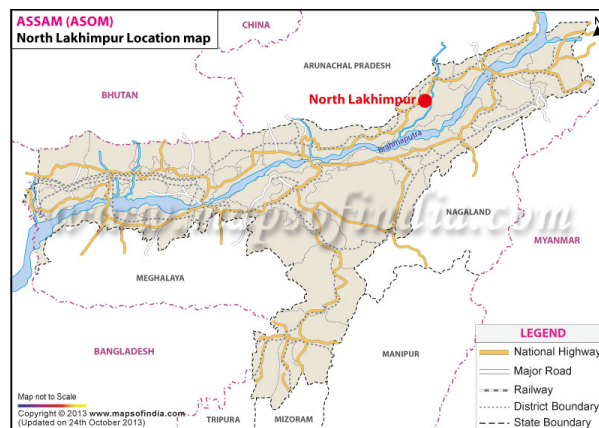 ASSAM (ASOM)
North Lakhimpur Location map
CHINA
N
ARUNACHAL PRADESH
BHUTAN
North Lakhimpur
Brahmaputra
www.mapsofindia.com
NAGALAND
MYANMAR
MEGHALAYA
BANGLADESH
MANIPUR
TRIPURA
MIZORAM
LEGEND
National Highway
Major Road
Railway
District Boundary
State Boundary
Map not to Scale
Copyright © 2013 www.mapsofindia.com
(Updated on 24th October 2013)